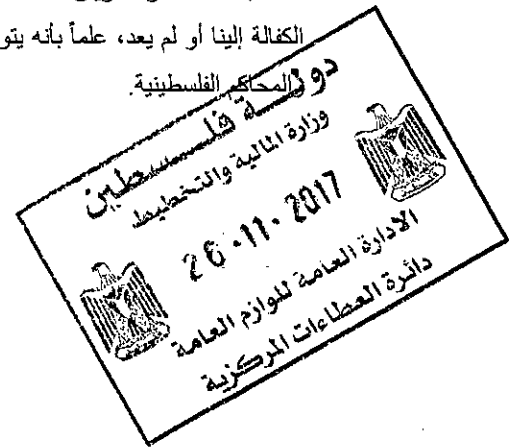 الكفالة إلينا أو لم يعد، علماً بأنه يتو
المحاكم الفلسطينية.
دولة فلسطين
وزارة المالية والتخطيط
26-11-2017
الادارة العامة للوازم العامة
دائرة العطاءات المركزية